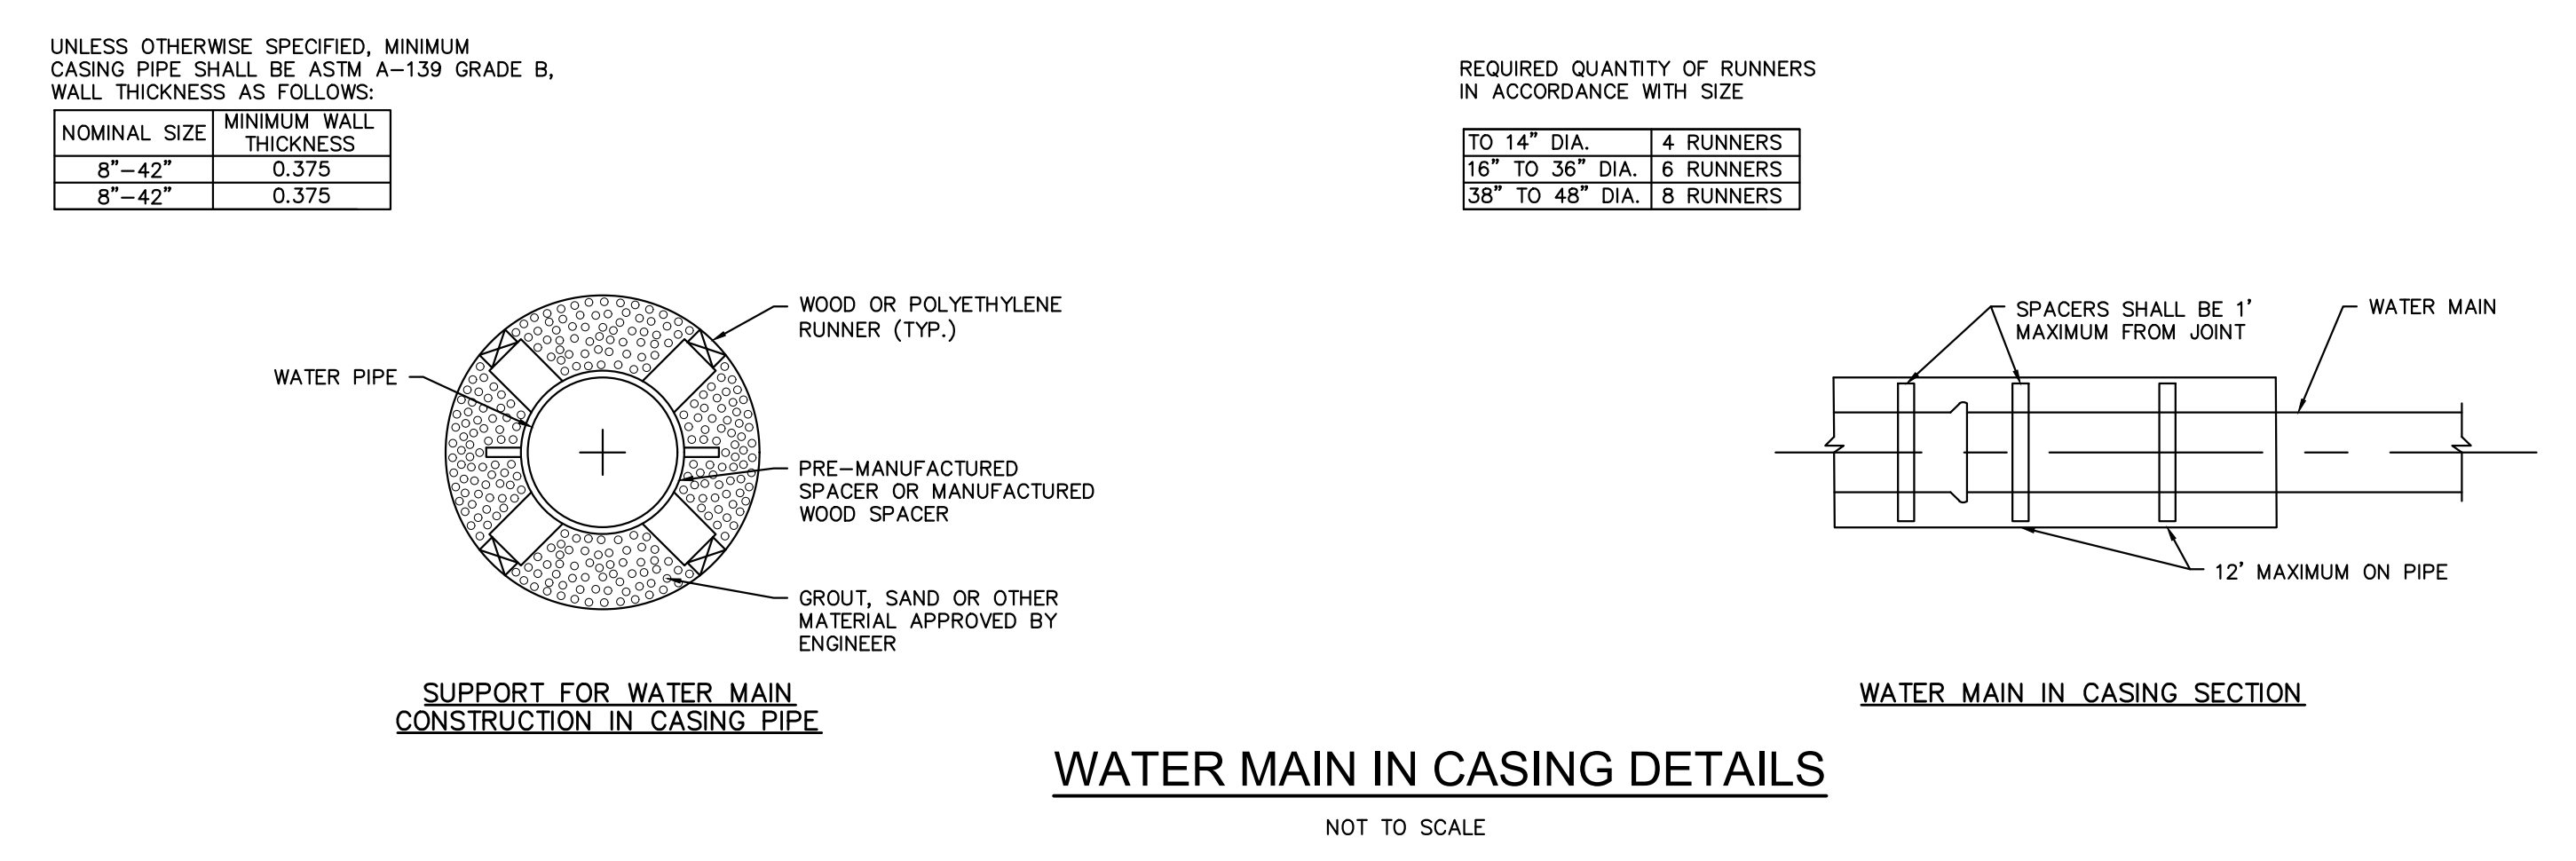 UNLESS OTHERWISE SPECIFIED, MINIMUM
CASING PIPE SHALL BE ASTM A-139 GRADE B,
WALL THICKNESS AS FOLLOWS:
NOMINAL SIZE MINIMUM WALL THICKNESS
8"-42" 0.375
8"-42" 0.375
REQUIRED QUANTITY OF RUNNERS
IN ACCORDANCE WITH SIZE
TO 14" DIA. 4 RUNNERS
16" TO 36" DIA. 6 RUNNERS
38" TO 48" DIA. 8 RUNNERS
WOOD OR POLYETHYLENE
RUNNER (TYP.)
WATER PIPE
PRE-MANUFACTURED
SPACER OR MANUFACTURED
WOOD SPACER
GROUT, SAND OR OTHER
MATERIAL APPROVED BY
ENGINEER
SUPPORT FOR WATER MAIN
CONSTRUCTION IN CASING PIPE
SPACERS SHALL BE 1'
MAXIMUM FROM JOINT
WATER MAIN
12' MAXIMUM ON PIPE
WATER MAIN IN CASING SECTION
WATER MAIN IN CASING DETAILS
NOT TO SCALE